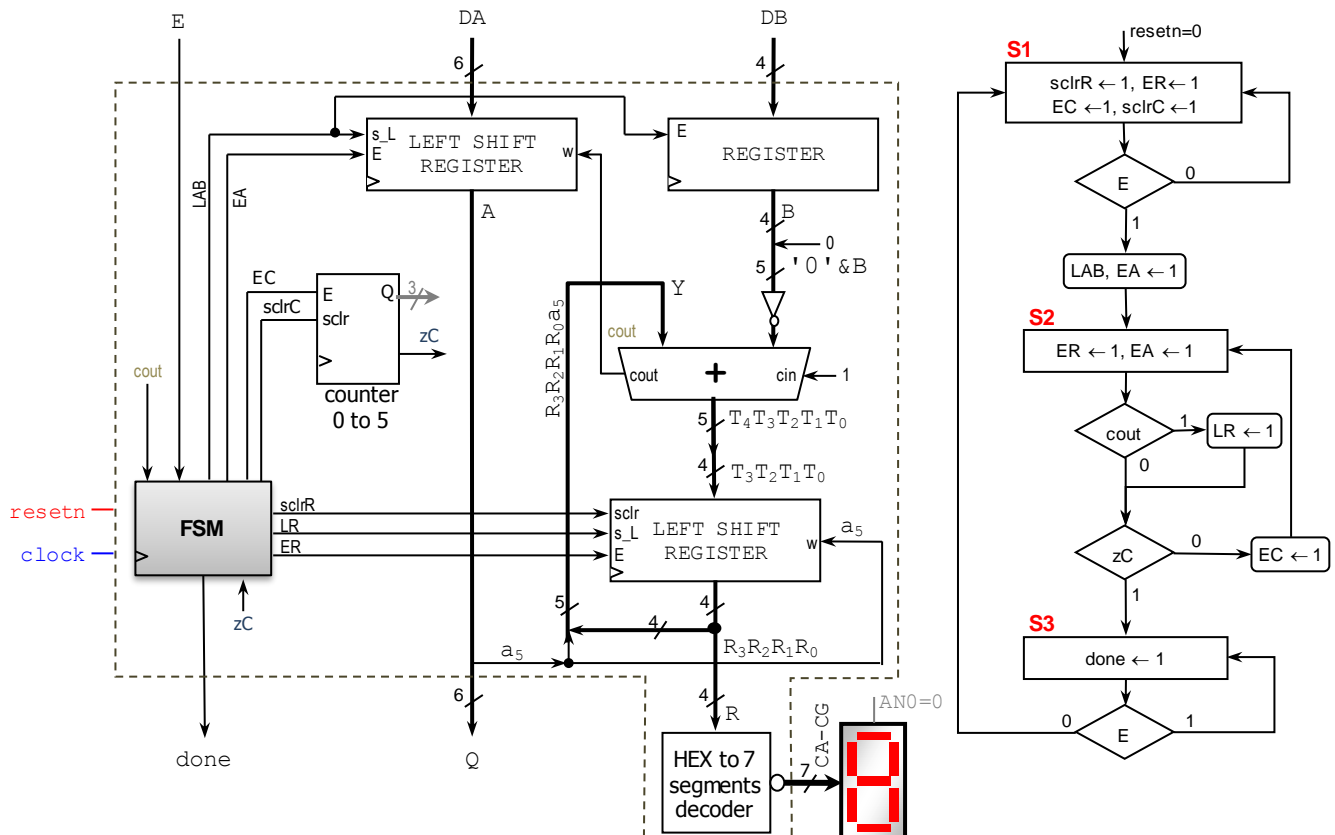 E
DA
DB
6
4
s_L
E
LEFT SHIFT
REGISTER
w
E
REGISTER
LAB
EA
A
4
B
0
5
'0'&B
EC
sclrC
E
sclr
Q
3
zC
counter
0 to 5
R3R2R1R0a5
Y
cout
cout
+
cin
1
cout
5
T4T3T2T1T0
4
T3T2T1T0
resetn
clock
FSM
sclrR
LR
ER
sclr
s_L
E
LEFT SHIFT
REGISTER
w
a5
zC
5
4
4
R3R2R1R0
a5
6
4
R
done
Q
HEX to 7
segments
decoder
7
CA-CG
AN0=0
resetn=0
S1
sclrR ← 1, ER← 1
EC ←1, sclrC ←1
E
0
1
LAB, EA ← 1
S2
ER ← 1, EA ← 1
cout
1
LR ← 1
0
zC
0
EC ← 1
1
S3
done ← 1
0
E
1